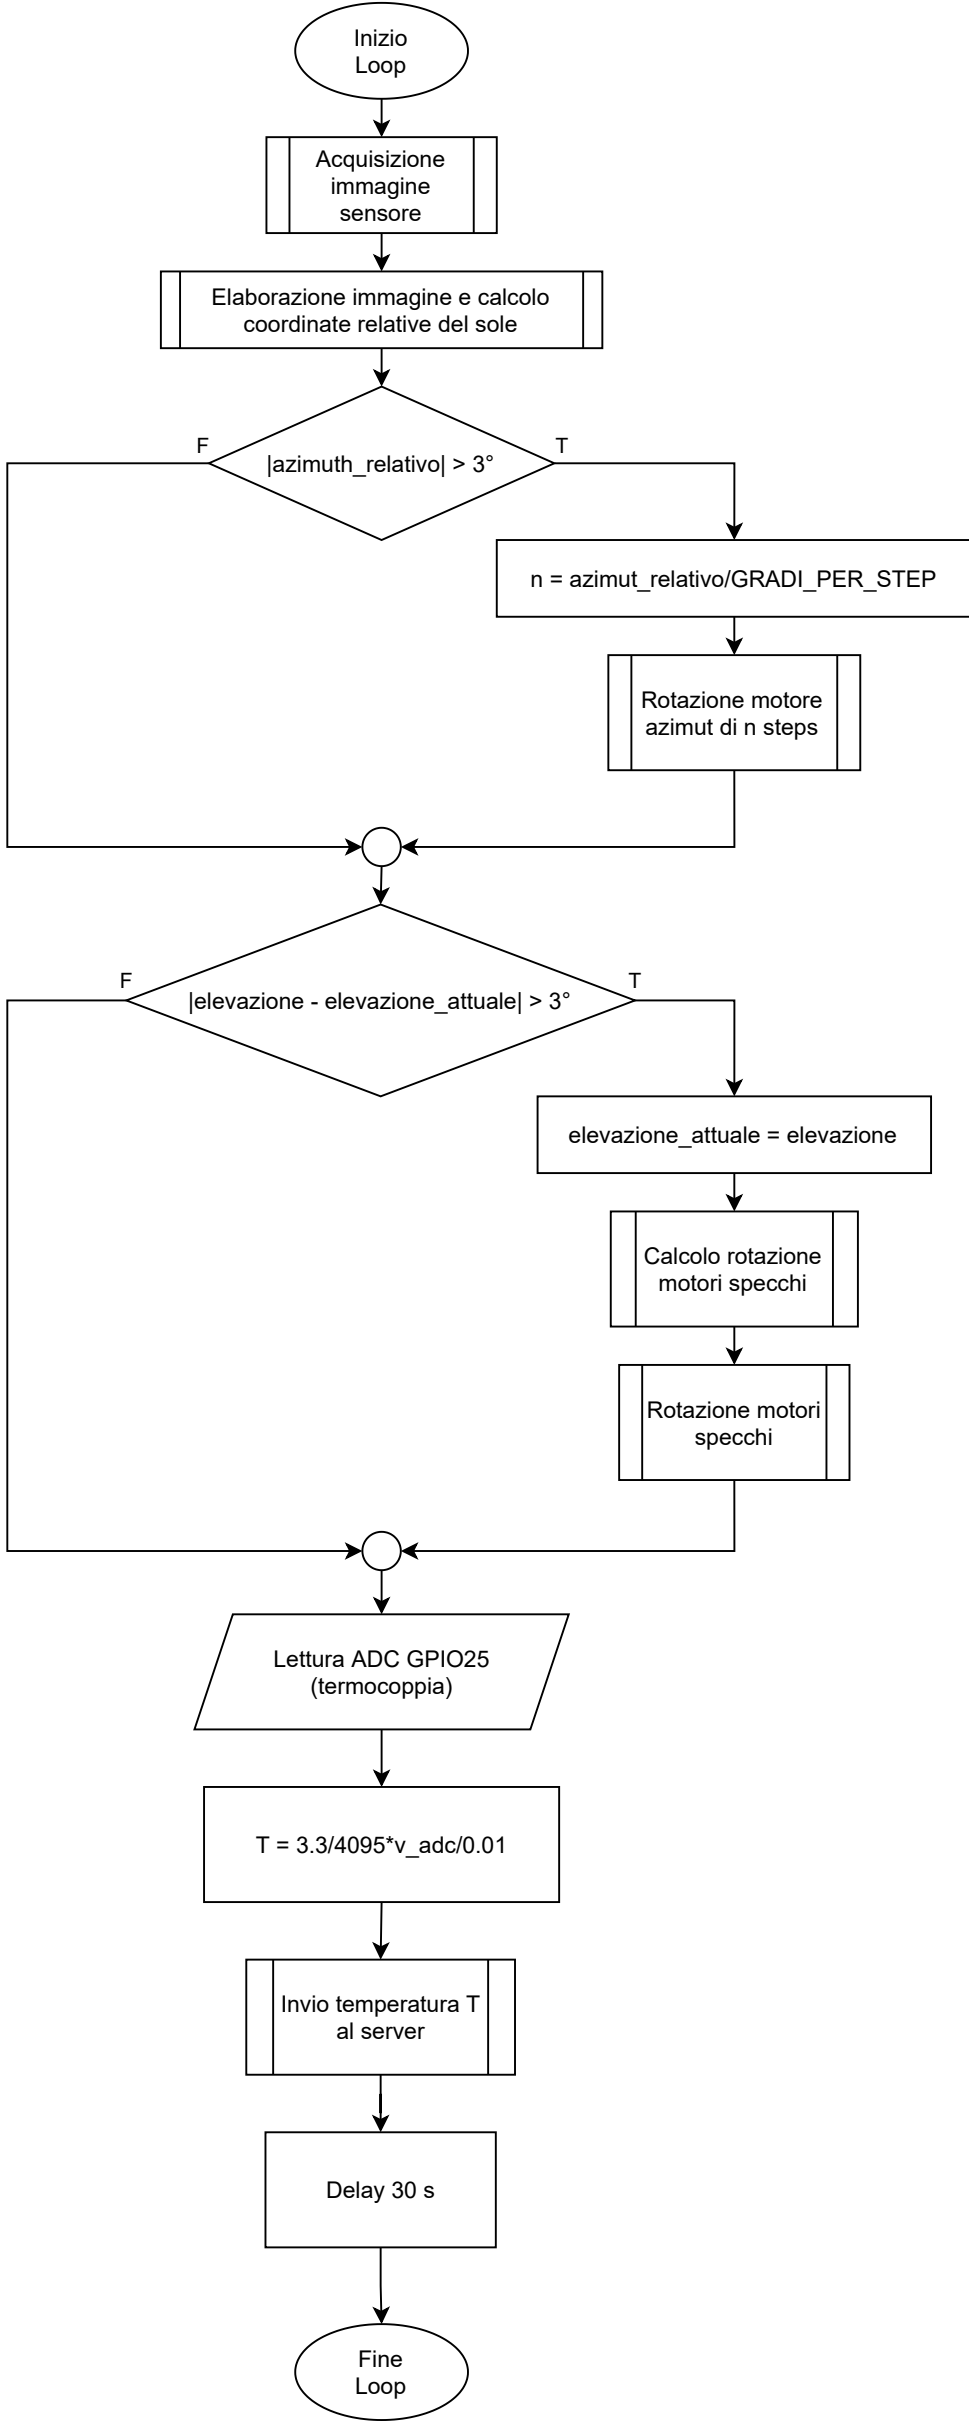 Inizio
Loop
Acquisizione
immagine
sensore
Elaborazione immagine e calcolo
coordinate relative del sole
F
T
|azimuth_relativo| > 3°
n = azimut_relativo/GRADI_PER_STEP
Rotazione motore
azimut di n steps
F
T
|elevazione - elevazione_attuale| > 3°
elevazione_attuale = elevazione
Calcolo rotazione
motori specchi
Rotazione motori
specchi
Lettura ADC GPIO25
(termocoppia)
T = 3.3/4095*v_adc/0.01
Invio temperatura T
al server
Delay 30 s
Fine
Loop